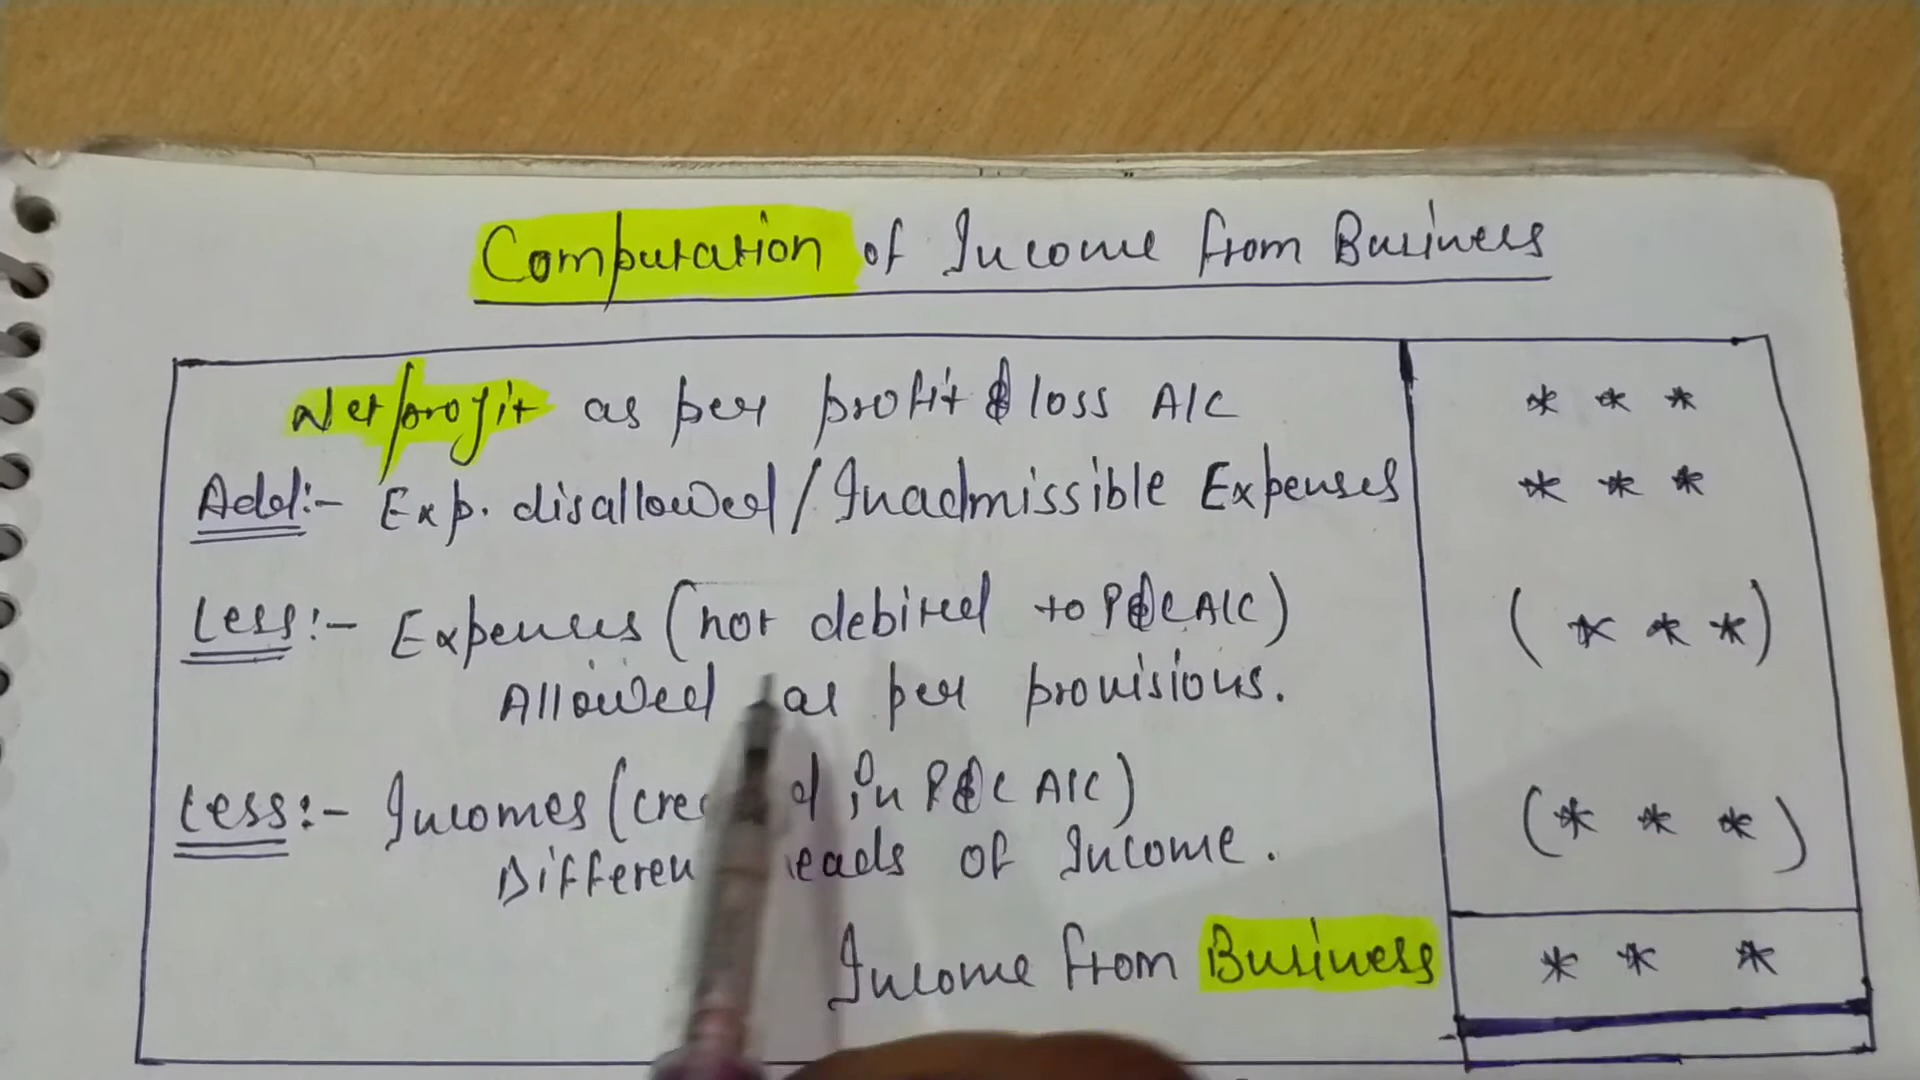 Computation of Income from Business
Net profit as per profit & loss A/C * * *
Add:- Exp. disallowed/Inadmissible Expenses * * *
Less:- Expenses (not debited to P&L A/C) (* * *)
Allowed as per provisions.
Less:- Incomes (cre d in P&L A/C)
Differen eads of Income. (* * *)
Income from Business * * *